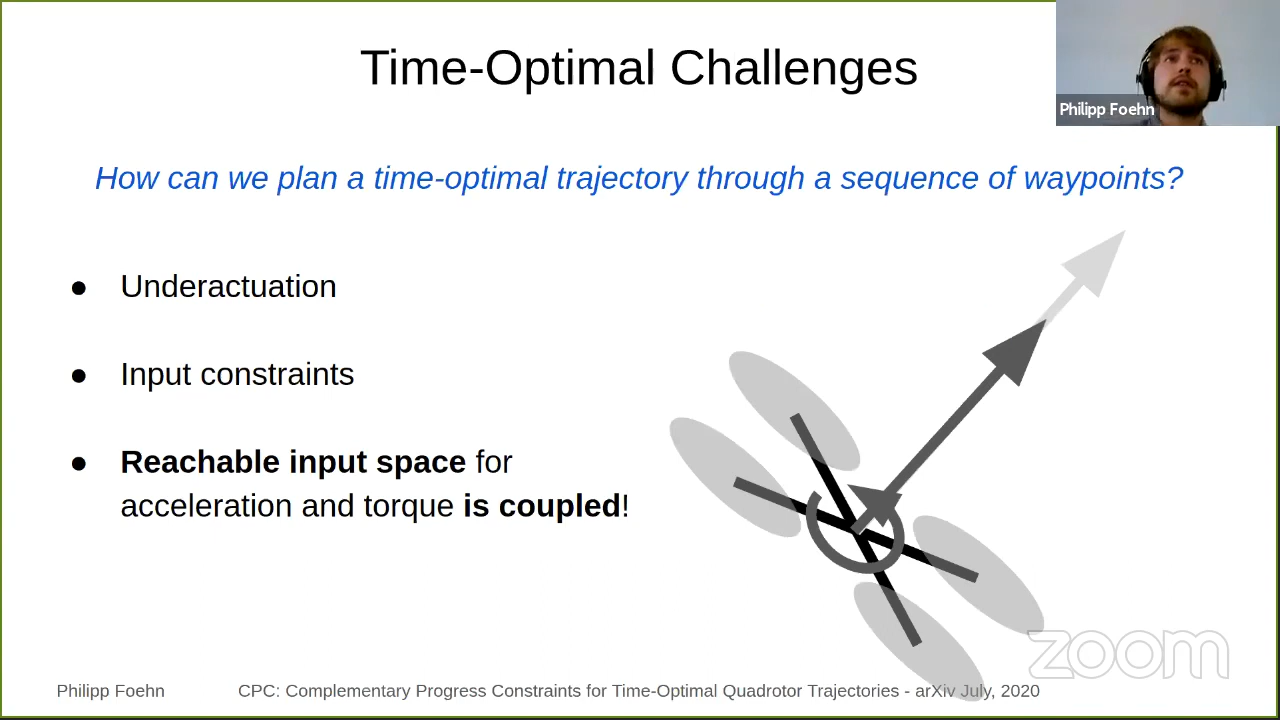 Time-Optimal Challenges
Philipp Foehn
How can we plan a time-optimal trajectory through a sequence of waypoints?
● Underactuation
● Input constraints
● Reachable input space for
acceleration and torque is coupled!
zoom
Philipp Foehn CPC: Complementary Progress Constraints for Time-Optimal Quadrotor Trajectories - arXiv July, 2020